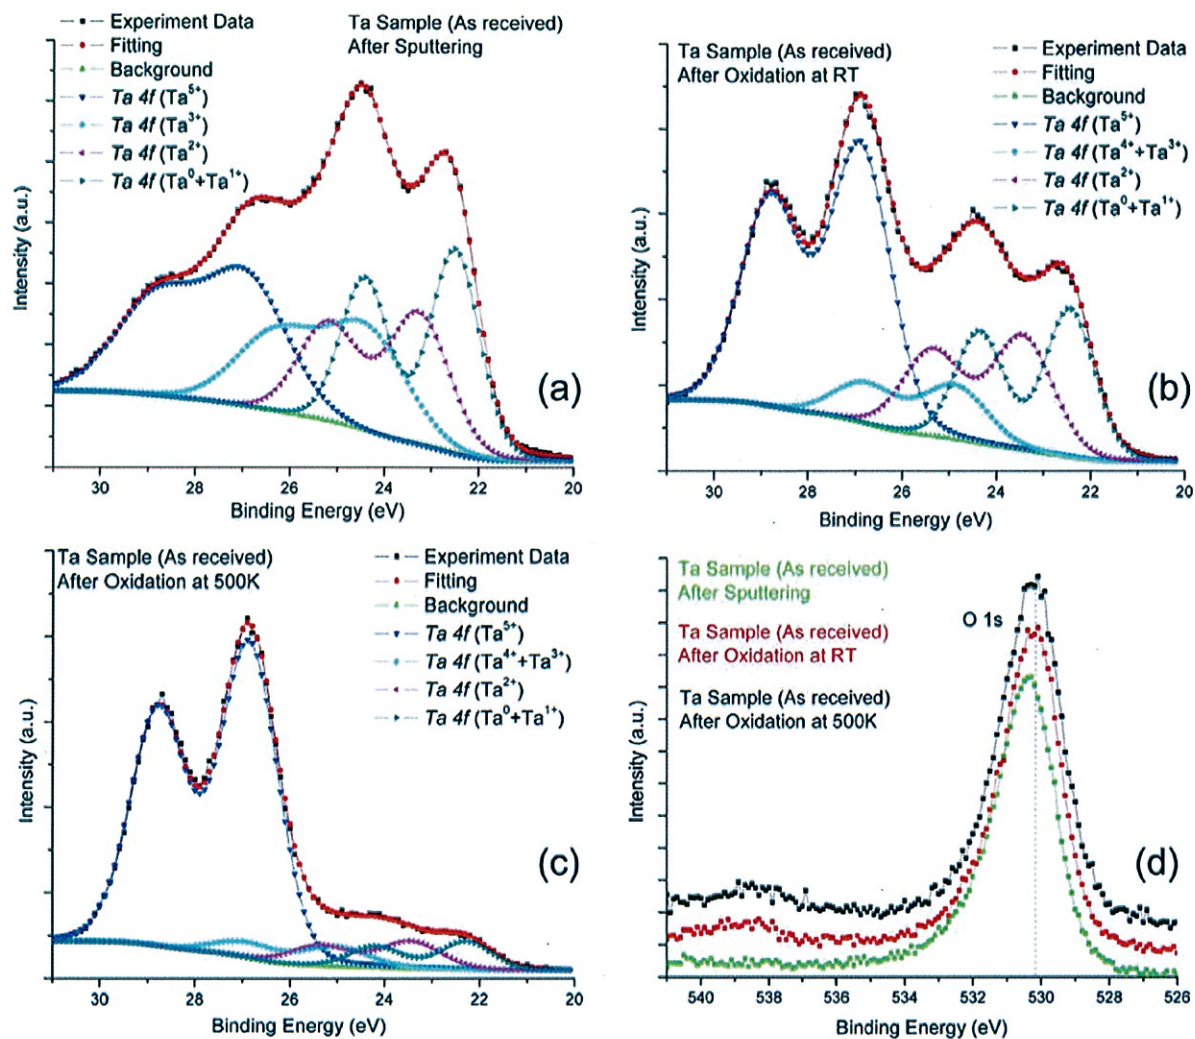 Experiment Data
Fitting
Background
Ta 4f (Ta⁵⁺)
Ta 4f (Ta³⁺)
Ta 4f (Ta²⁺)
Ta 4f (Ta⁰+Ta¹⁺)
Ta Sample (As received)
After Sputtering
(a)
Intensity (a.u.)
30 28 26 24 22 20
Binding Energy (eV)
Ta Sample (As received)
After Oxidation at RT
Experiment Data
Fitting
Background
Ta 4f (Ta⁵⁺)
Ta 4f (Ta⁴⁺+Ta³⁺)
Ta 4f (Ta²⁺)
Ta 4f (Ta⁰+Ta¹⁺)
(b)
Intensity (a.u.)
30 28 26 24 22 20
Binding Energy (eV)
Ta Sample (As received)
After Oxidation at 500K
Experiment Data
Fitting
Background
Ta 4f (Ta⁵⁺)
Ta 4f (Ta⁴⁺+Ta³⁺)
Ta 4f (Ta²⁺)
Ta 4f (Ta⁰+Ta¹⁺)
(c)
Intensity (a.u.)
30 28 26 24 22 20
Binding Energy (eV)
Ta Sample (As received)
After Sputtering
Ta Sample (As received)
After Oxidation at RT
Ta Sample (As received)
After Oxidation at 500K
O 1s
(d)
Intensity (a.u.)
540 538 536 534 532 530 528 526
Binding Energy (eV)